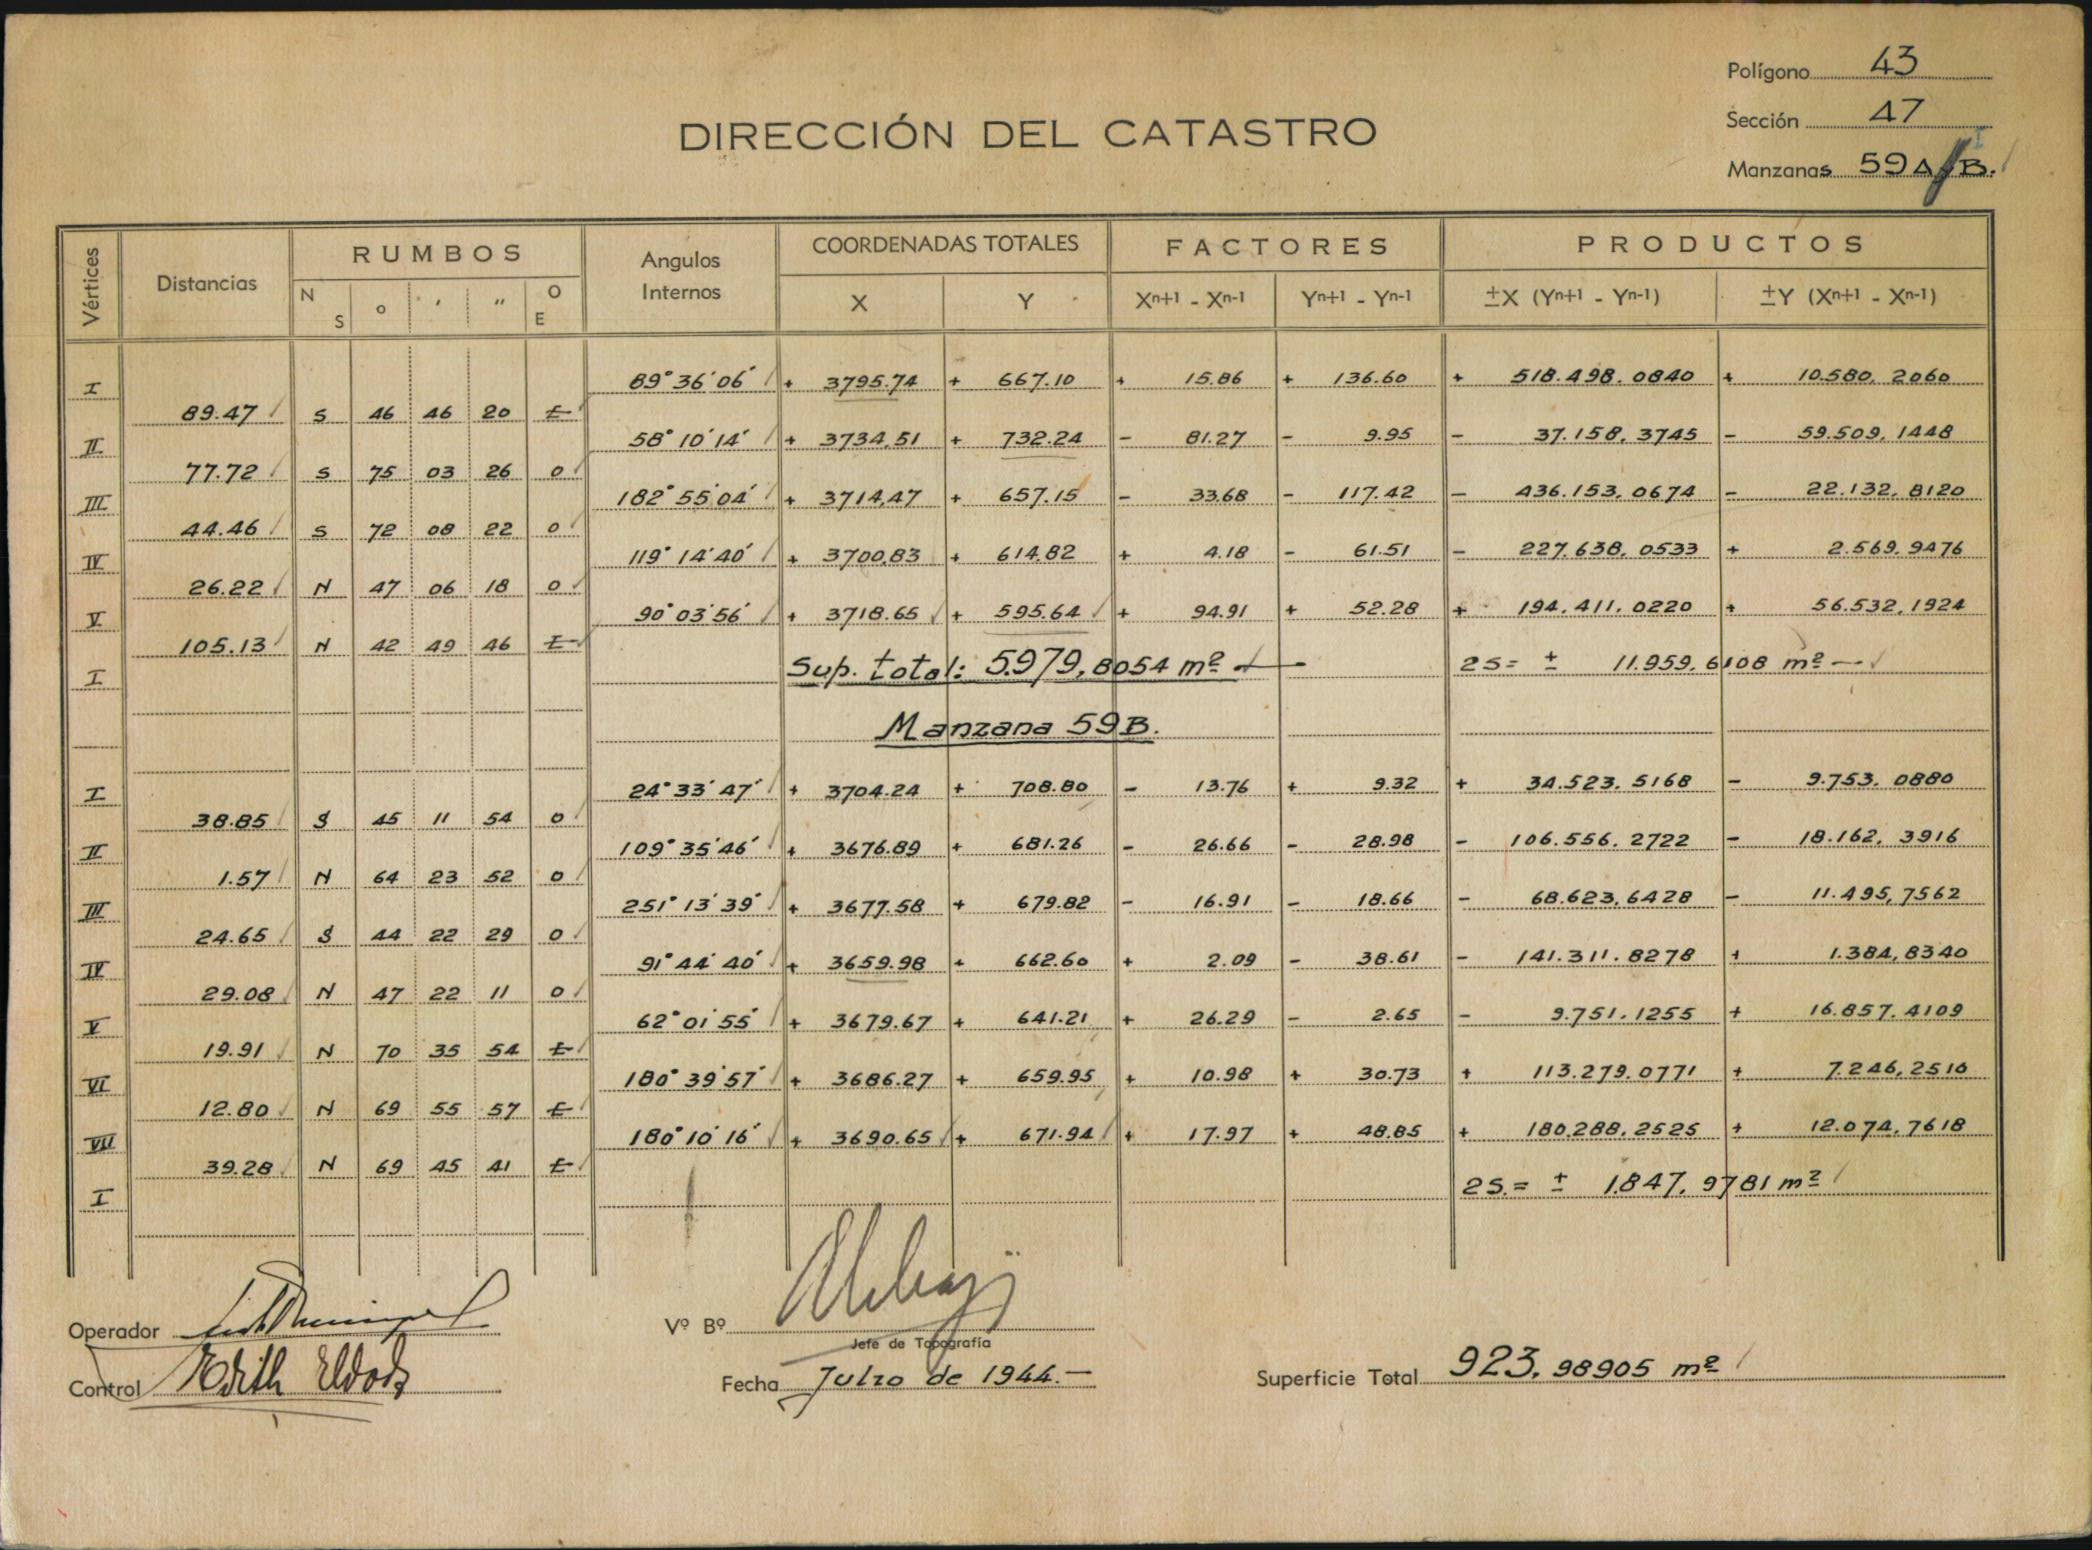 Polígono 43
Sección 47
Manzanas 59A/B.
DIRECCIÓN DEL CATASTRO
Vértices Distancias RUMBOS Angulos Internos COORDENADAS TOTALES FACTORES PRODUCTOS
N S ° ' " O E X Y Xn+1 - Xn-1 Yn+1 - Yn-1 ±X (Yn+1 - Yn-1) ±Y (Xn+1 - Xn-1)
I 89°36'06" + 3795.74 + 667.10 + 15.86 + 136.60 + 518.498.0840 + 10.580.2060
89.47 S 46 46 20 E
II 58°10'14" + 3734.51 + 732.24 - 81.27 - 9.95 - 37.158,3745 - 59.509,1448
77.72 S 75 03 26 O
III 182°55'04" + 3714,47 + 657.15 - 33,68 - 117.42 - 436.153,0674 - 22.132,8120
44.46 S 72 08 22 O
IV 119°14'40" + 3700,83 + 614.82 + 4.18 - 61.51 - 227.638,0533 + 2.569.9476
26.22 N 47 06 18 O
V 90°03'56" + 3718.65 + 595.64 + 94.91 + 52.28 + 194.411.0220 + 56.532,1924
105.13 N 42 49 46 E
I Sup. total: 5.979,8054 m² 2S= ± 11.959,6108 m²
Manzana 59B.
I 24°33'47" + 3704.24 + 708.80 - 13.76 + 9.32 + 34.523.5168 - 9.753.0880
38.85 S 45 11 54 O
II 109°35'46" + 3676.89 + 681.26 - 26.66 - 28.98 - 106.556.2722 - 18.162,3916
1.57 N 64 23 52 O
III 251°13'39" + 3677.58 + 679.82 - 16.91 - 18.66 - 68.623,6428 - 11.495,7562
24.65 S 44 22 29 O
IV 91°44'40" + 3659.98 + 662.60 + 2.09 - 38.61 - 141.311.8278 + 1.384,8340
29.08 N 47 22 11 O
V 62°01'55" + 3679.67 + 641.21 + 26.29 - 2.65 - 9.751.1255 + 16.857.4109
19.91 N 70 35 54 E
VI 180°39'57" + 3686.27 + 659.95 + 10.98 + 30.73 + 113.279.0771 + 7.246,2510
12.80 N 69 55 57 E
VII 180°10'16" + 3690.65 + 671.94 + 17.97 + 48.85 + 180.288,2525 + 12.074,7618
39.28 N 69 45 41 E
I 2S.= ± 1.847,9781 m²
Operador
Vº Bº
Jefe de Topografía
Control Edith
Fecha Julio de 1944.-
Superficie Total 923,98905 m²